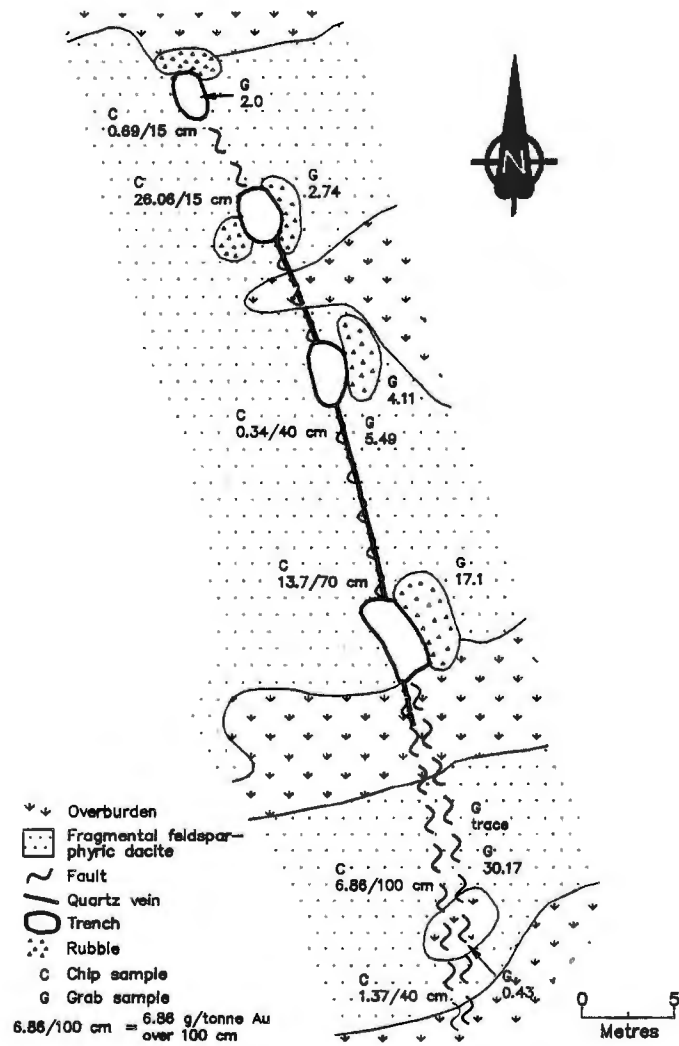 G
2.0
C
0.69/15 cm
N
C
26.06/15 cm
G
2.74
G
4.11
C
0.34/40 cm
G
5.49
C
13.7/70 cm
G
17.1
G
trace
G
30.17
C
6.86/100 cm
C
1.37/40 cm
G
0.43
Overburden
Fragmental feldspar-
phyric dacite
Fault
Quartz vein
Trench
Rubble
C Chip sample
G Grab sample
6.86/100 cm = 6.86 g/tonne Au
over 100 cm
0 5
Metres